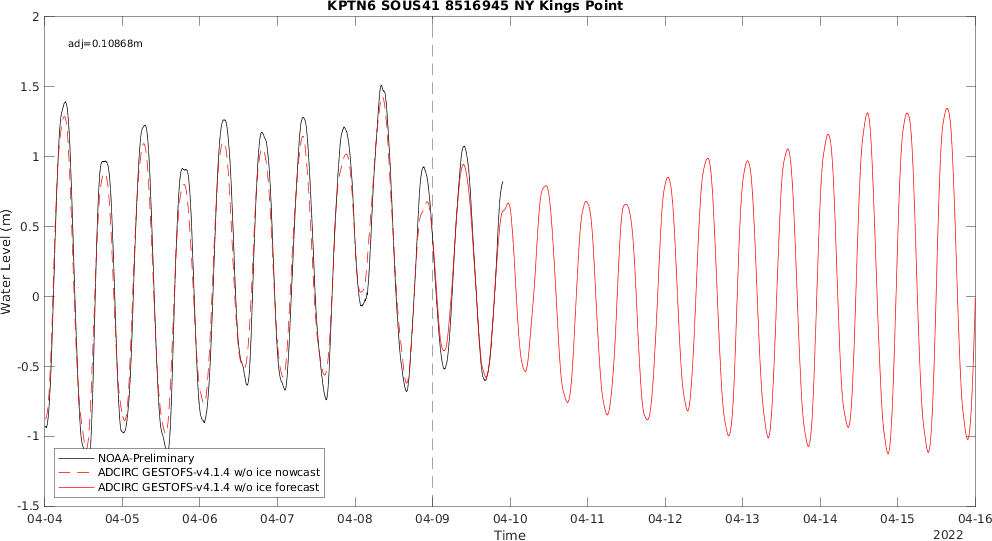 KPTN6 SOUS41 8516945 NY Kings Point
adj=0.10868m
Water Level (m)
2
1.5
1
0.5
0
-0.5
-1
-1.5
NOAA-Preliminary
ADCIRC GESTOFS-v4.1.4 w/o ice nowcast
ADCIRC GESTOFS-v4.1.4 w/o ice forecast
04-04 04-05 04-06 04-07 04-08 04-09 04-10 04-11 04-12 04-13 04-14 04-15 04-16
Time
2022